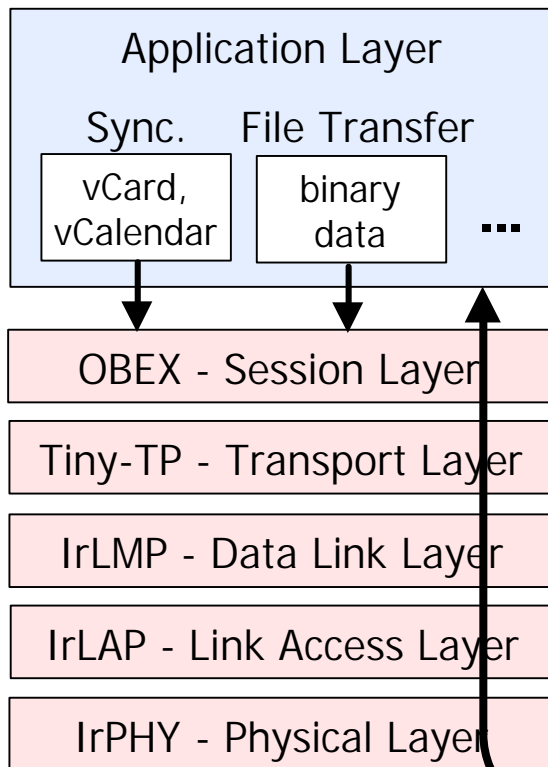 Application Layer
Sync. File Transfer
vCard,
vCalendar
binary
data
...
OBEX - Session Layer
Tiny-TP - Transport Layer
IrLMP - Data Link Layer
IrLAP - Link Access Layer
IrPHY - Physical Layer